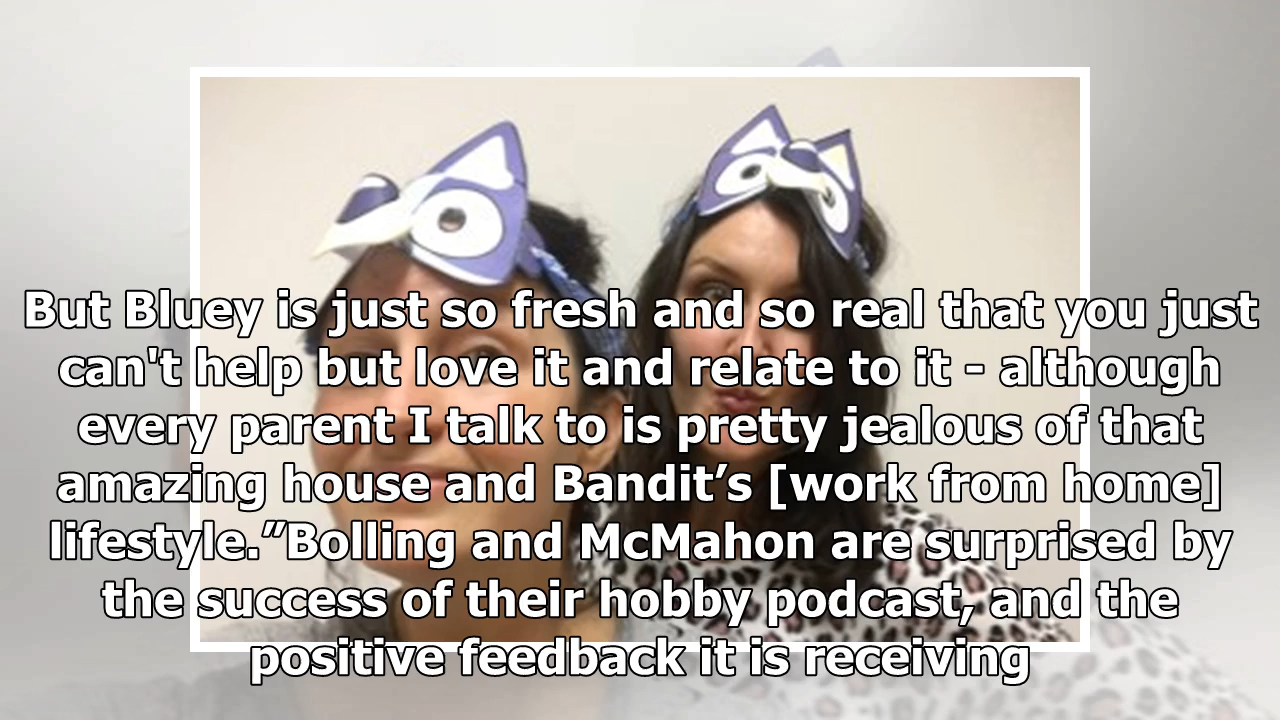 But Bluey is just so fresh and so real that you just
can't help but love it and relate to it - although
every parent I talk to is pretty jealous of that
amazing house and Bandit’s [work from home]
lifestyle.”Bolling and McMahon are surprised by
the success of their hobby podcast, and the
positive feedback it is receiving